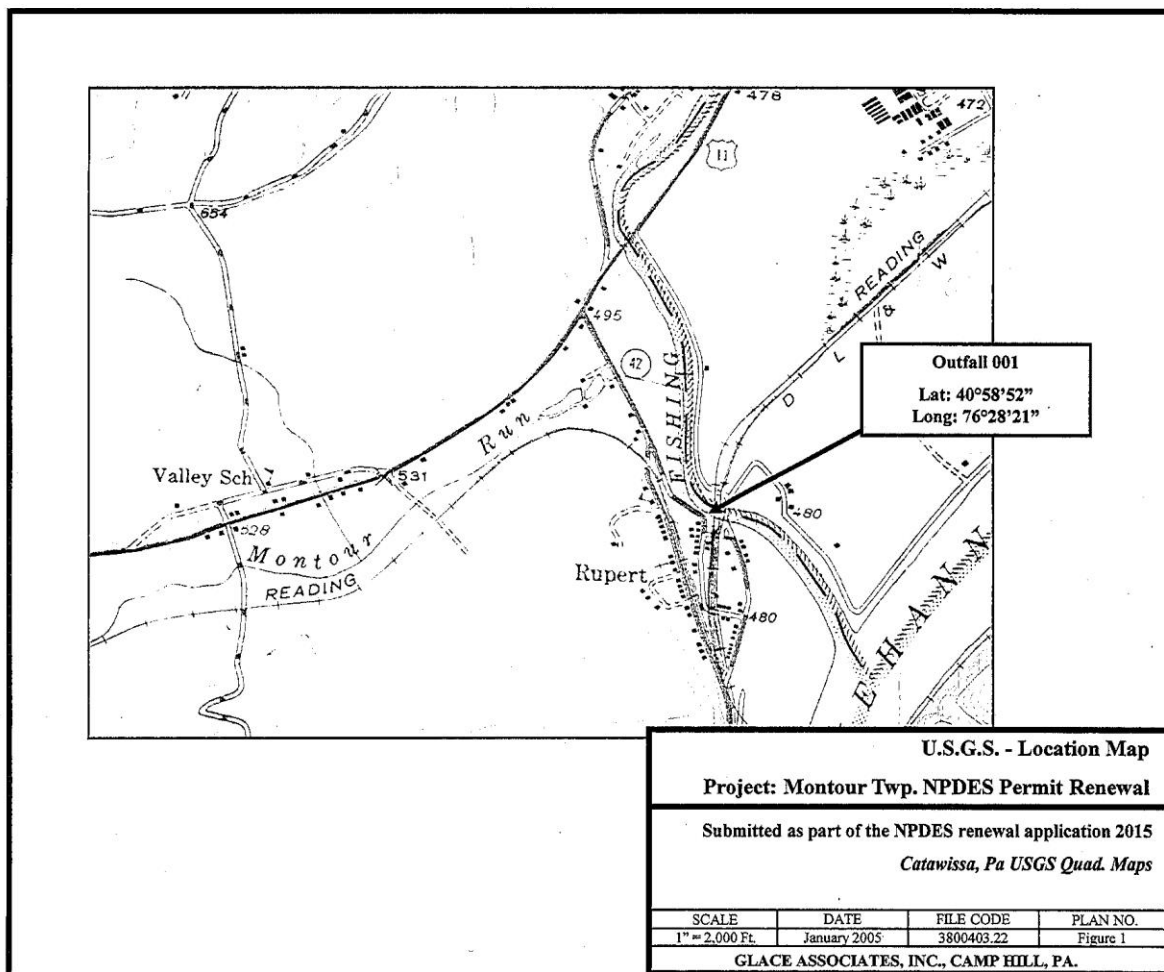 478
472
11
654
READING
W
&
L
D
495
42
FISHING
Run
Outfall 001
Lat: 40°58'52”
Long: 76°28'21”
Valley Sch
531
528
480
Montour
READING
Rupert
480
EHANN
U.S.G.S. - Location Map
Project: Montour Twp. NPDES Permit Renewal
Submitted as part of the NPDES renewal application 2015
Catawissa, Pa USGS Quad. Maps
SCALE DATE FILE CODE PLAN NO.
1" = 2,000 Ft. January 2005 3800403.22 Figure 1
GLACE ASSOCIATES, INC., CAMP HILL, PA.